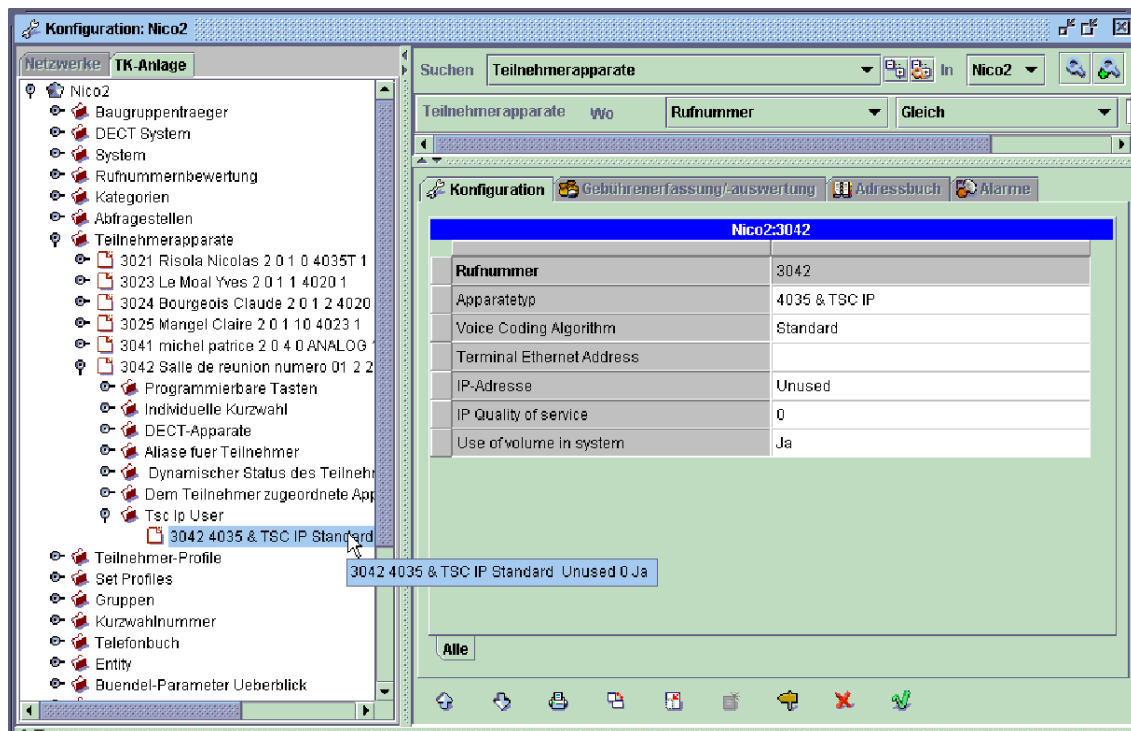 Konfiguration: Nico2
Netzwerke TK-Anlage
Nico2
Baugruppentraeger
DECT System
System
Rufnummernbewertung
Kategorien
Abfragestellen
Teilnehmerapparate
3021 Risola Nicolas 2 0 1 0 4035T 1
3023 Le Moal Yves 2 0 1 1 4020 1
3024 Bourgeois Claude 2 0 1 2 4020
3025 Mangel Claire 2 0 1 10 4023 1
3041 michel patrice 2 0 4 0 ANALOG
3042 Salle de reunion numero 01 2 2
Programmierbare Tasten
Individuelle Kurzwahl
DECT-Apparate
Aliase fuer Teilnehmer
Dynamischer Status des Teilneh
Dem Teilnehmer zugeordnete App
Tsc Ip User
3042 4035 & TSC IP Standard
3042 4035 & TSC IP Standard Unused 0 Ja
Teilnehmer-Profile
Set Profiles
Gruppen
Kurzwahlnummer
Telefonbuch
Entity
Buendel-Parameter Ueberblick
Suchen Teilnehmerapparate In Nico2
Teilnehmerapparate Wo Rufnummer Gleich
Konfiguration Gebührenerfassung/-auswertung Adressbuch Alarme
Nico2:3042
Rufnummer 3042
Apparatetyp 4035 & TSC IP
Voice Coding Algorithm Standard
Terminal Ethernet Address
IP-Adresse Unused
IP Quality of service 0
Use of volume in system Ja
Alle